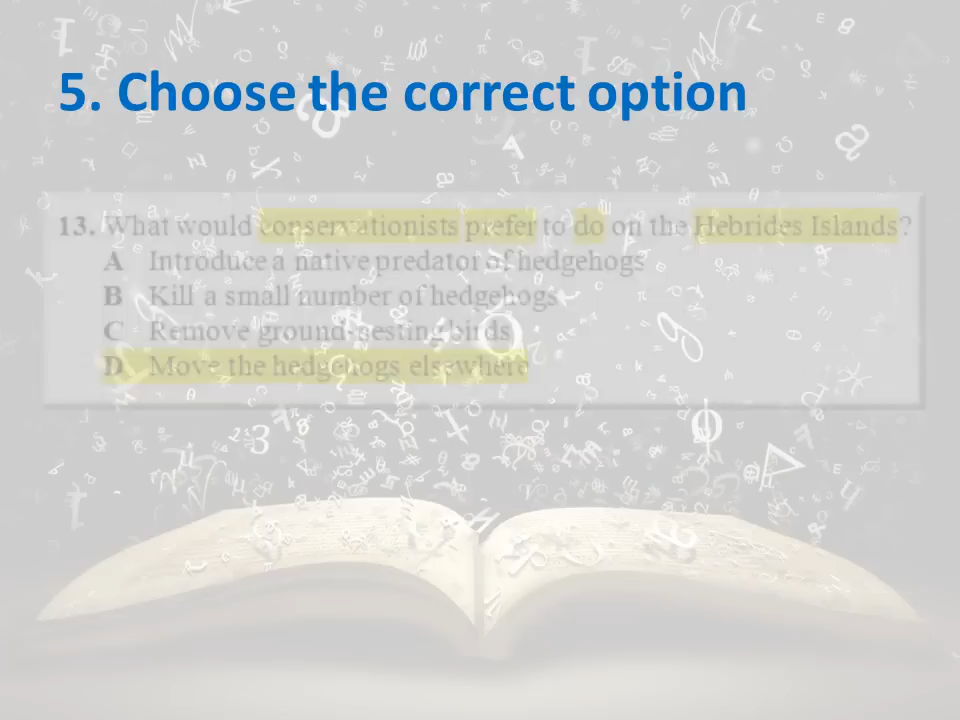 5. Choose the correct option
13. What would conservationists prefer to do on the Hebrides Islands?
A Introduce a native predator of hedgehogs
B Kill a small number of hedgehogs
C Remove ground-nesting birds
D Move the hedgehogs elsewhere